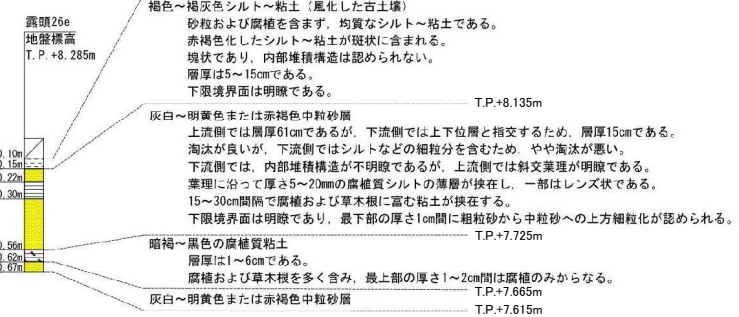 褐色～褐灰色シルト～粘土（風化した古土壌）
露頭26e
地盤標高
T.P.+8.285m
砂粒および腐植を含まず，均質なシルト～粘土である。
赤褐色化したシルト～粘土が斑状に含まれる。
塊状であり，内部堆積構造は認められない。
層厚は5～15cmである。
下限境界面は明瞭である。
T.P.+8.135m
灰白～明黄色または赤褐色中粒砂層
上流側では層厚61cmであるが，下流側では上下位層と指交するため，層厚15cmである。
淘汰が良いが，下流側ではシルトなどの細粒分を含むため，やや淘汰が悪い。
下流側では，内部堆積構造が不明瞭であるが，上流側では斜交葉理が明瞭である。
葉理に沿って厚さ5～20mmの腐植質シルトの薄層が挟在し，一部はレンズ状である。
15～30cm間隔で腐植および草木根に富む粘土が挟在する。
下限境界面は明瞭であり，最下部の厚さ1cm間に粗粒砂から中粒砂への上方細粒化が認められる。
0.10m
0.15m
0.22m
0.30m
T.P.+7.725m
0.56m
0.62m
0.67m
暗褐～黒色の腐植質粘土
層厚は1～6cmである。
腐植および草木根を多く含み，最上部の厚さ1～2cm間は腐植のみからなる。
T.P.+7.665m
灰白～明黄色または赤褐色中粒砂層
T.P.+7.615m